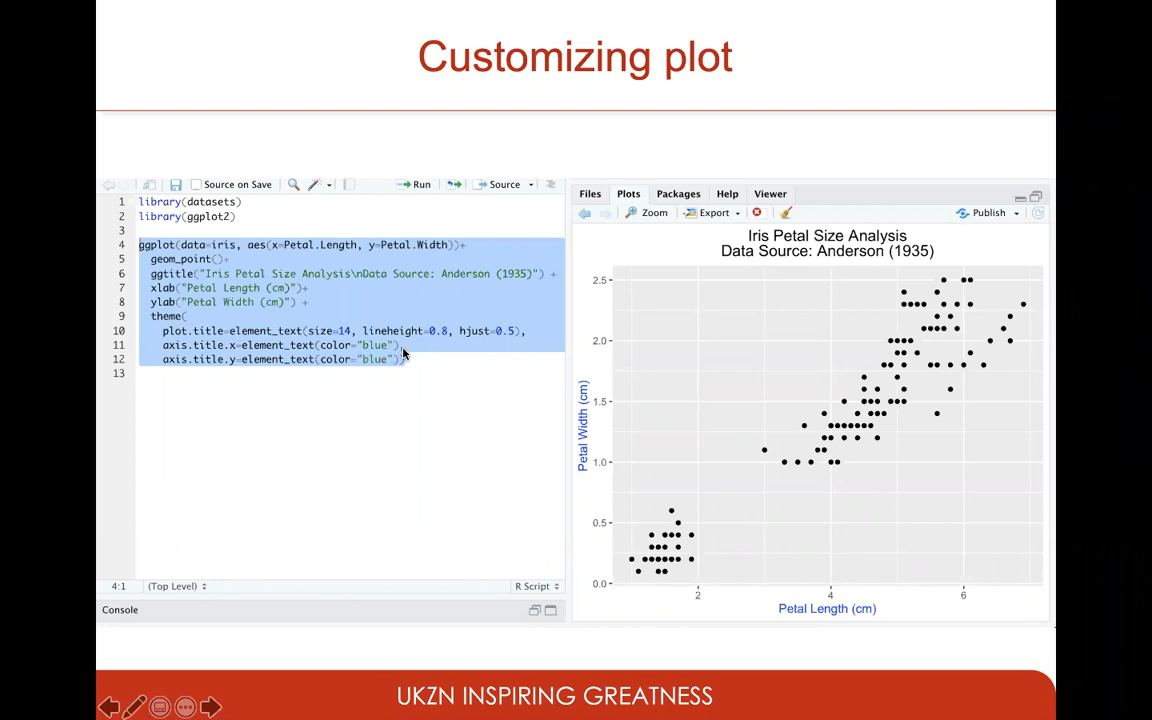 Customizing plot
Source on Save
Run
Source
1 library(datasets)
2 library(ggplot2)
3
4 ggplot(data=iris, aes(x=Petal.Length, y=Petal.Width))+
5 geom_point()+
6 ggtitle("Iris Petal Size Analysis\nData Source: Anderson (1935)") +
7 xlab("Petal Length (cm)")+
8 ylab("Petal Width (cm)") +
9 theme(
10 plot.title=element_text(size=14, lineheight=0.8, hjust=0.5),
11 axis.title.x=element_text(color="blue"),
12 axis.title.y=element_text(color="blue"))
13
4:1 (Top Level) R Script
Console
Files Plots Packages Help Viewer
Zoom Export Publish
Iris Petal Size Analysis
Data Source: Anderson (1935)
2.5
2.0
1.5
1.0
0.5
0.0
Petal Width (cm)
2 4 6
Petal Length (cm)
UKZN INSPIRING GREATNESS